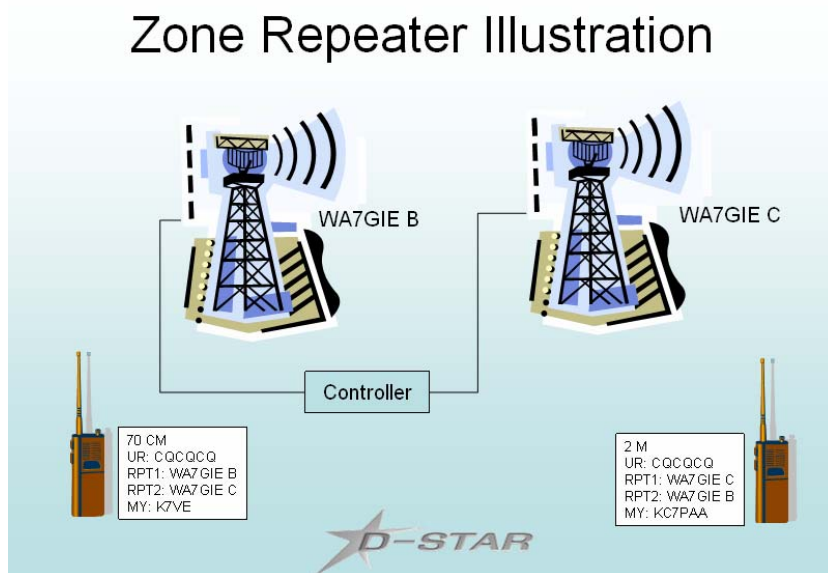 Zone Repeater Illustration
WA7GIE B
WA7GIE C
Controller
70 CM
UR: CQCQCQ
RPT1: WA7GIE B
RPT2: WA7GIE C
MY: K7VE
2 M
UR: CQCQCQ
RPT1: WA7GIE C
RPT2: WA7GIE B
MY: KC7PAA
D-STAR